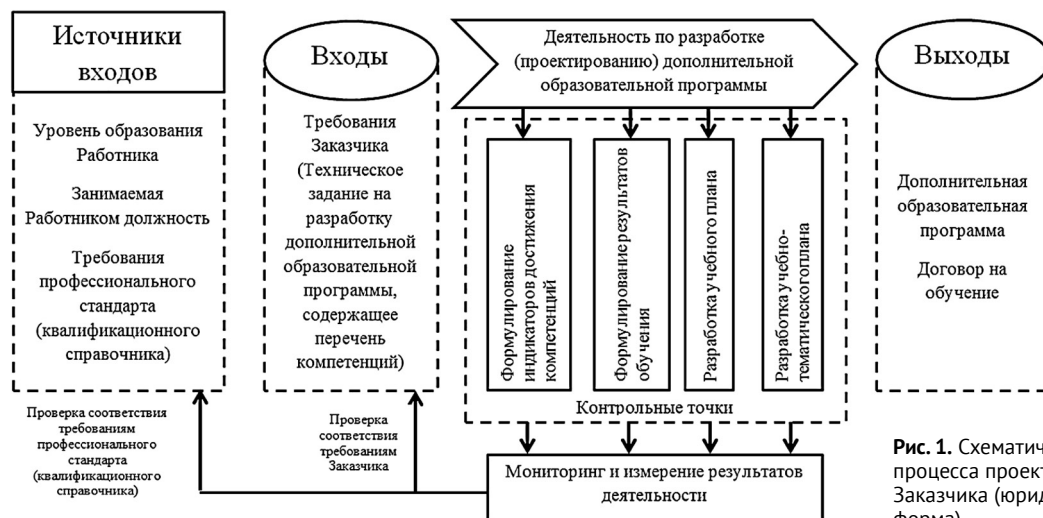 Источники
входов
Уровень образования
Работника
Занимаемая
Работником должность
Требования
профессионального
стандарта
(квалификационного
справочника)
Проверка соответствия
требованиям
профессионального
стандарта
(квалификационного
справочника)
Входы
Требования
Заказчика
(Техническое
задание на
разработку
дополнительной
образовательной
программы,
содержащее
перечень
компетенций)
Проверка
соответствия
требованиям
Заказчика
Деятельность по разработке
(проектированию) дополнительной
образовательной программы
Формулирование
индикаторов достижения
компетенций
Формулирование результатов
обучения
Разработка учебного плана
Разработка учебно-
тематического плана
Контрольные точки
Мониторинг и измерение результатов
деятельности
Выходы
Дополнительная
образовательная
программа
Договор на
обучение
Рис. 1. Схематич
процесса проект
Заказчика (юрид